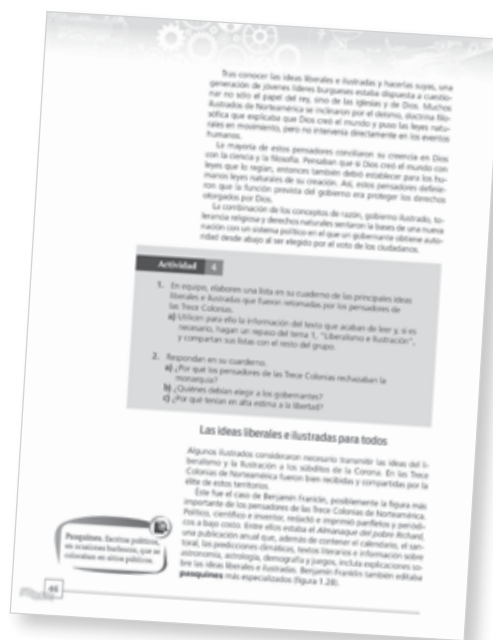 Tras conocer las ideas liberales e ilustradas y hacerlas suyas, una
generación de jóvenes líderes burgueses estaba dispuesta a cuestio-
nar no sólo el papel del rey, sino de las iglesias y de Dios. Muchos
ilustrados de Norteamérica se inclinaron por el deísmo, doctrina filo-
sófica que explicaba que Dios creó el mundo y puso las leyes natu-
rales en movimiento, pero no intervenía directamente en los eventos
humanos.
La mayoría de estos pensadores conciliaron su creencia en Dios
con la ciencia y la filosofía. Pensaban que si Dios creó el mundo con
leyes que lo regían, entonces también debió establecer para los hu-
manos leyes naturales de su creación. Así, estos pensadores definie-
ron que la función prevista del gobierno era proteger los derechos
otorgados por Dios.
La combinación de los conceptos de razón, gobierno ilustrado, to-
lerancia religiosa y derechos naturales sentaron la bases de una nueva
nación con un sistema político en el que un gobernante obtiene auto-
ridad desde abajo al ser elegido por el voto de los ciudadanos.
Actividad 4
1. En equipo, elaboren una lista en su cuaderno de las principales ideas
liberales e ilustradas que fueron retomadas por los pensadores de
las Trece Colonias.
a) Utilicen para ello la información del texto que acaban de leer y, si es
necesario, hagan un repaso del tema 1, "Liberalismo e Ilustración",
y compartan sus listas con el resto del grupo.
2. Respondan en su cuaderno.
a) ¿Por qué los pensadores de las Trece Colonias rechazaban la
monarquía?
b) ¿Quiénes debían elegir a los gobernantes?
c) ¿Por qué tenían en alta estima a la libertad?
Las ideas liberales e ilustradas para todos
Algunos ilustrados consideraron necesario transmitir las ideas del li-
beralismo y la Ilustración a los súbditos de la Corona. En las Trece
Colonias de Norteamérica fueron bien recibidas y compartidas por la
élite de estos territorios.
Éste fue el caso de Benjamin Franklin, posiblemente la figura más
importante de los pensadores de las Trece Colonias de Norteamérica.
Político, científico e inventor, redactó e imprimió panfletos y periódi-
cos a bajo costo. Entre ellos estaba el Almanaque del pobre Richard,
una publicación anual que, además de contener el calendario, el san-
toral, las predicciones climáticas, textos literarios e información sobre
astronomía, astrología, demografía y juegos, incluía explicaciones so-
bre las ideas liberales e ilustradas. Benjamin Franklin también editaba
pasquines más especializados (figura 1.28).
Pasquines. Escritos políticos,
en ocasiones burlescos, que se
colocaban en sitios públicos.
66